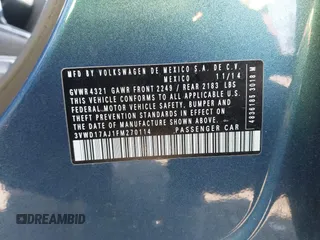 MFD BY VOLKSWAGEN DE MEXICO S.A. DE C.V.
MEXICO 11/14
GVWR4321 GAWR FRONT 2249 / REAR 2183 LBS
THIS VEHICLE CONFORMS TO ALL APPLICABLE FEDERAL
MOTOR VEHICLE SAFETY, BUMPER AND
THEFT PREVENTION STANDARDS IN EFFECT ON
THE DATE OF MANUFACTURE SHOWN ABOVE.
3VWD17AJ1FM270114 PASSENGER CAR
DREAMBID